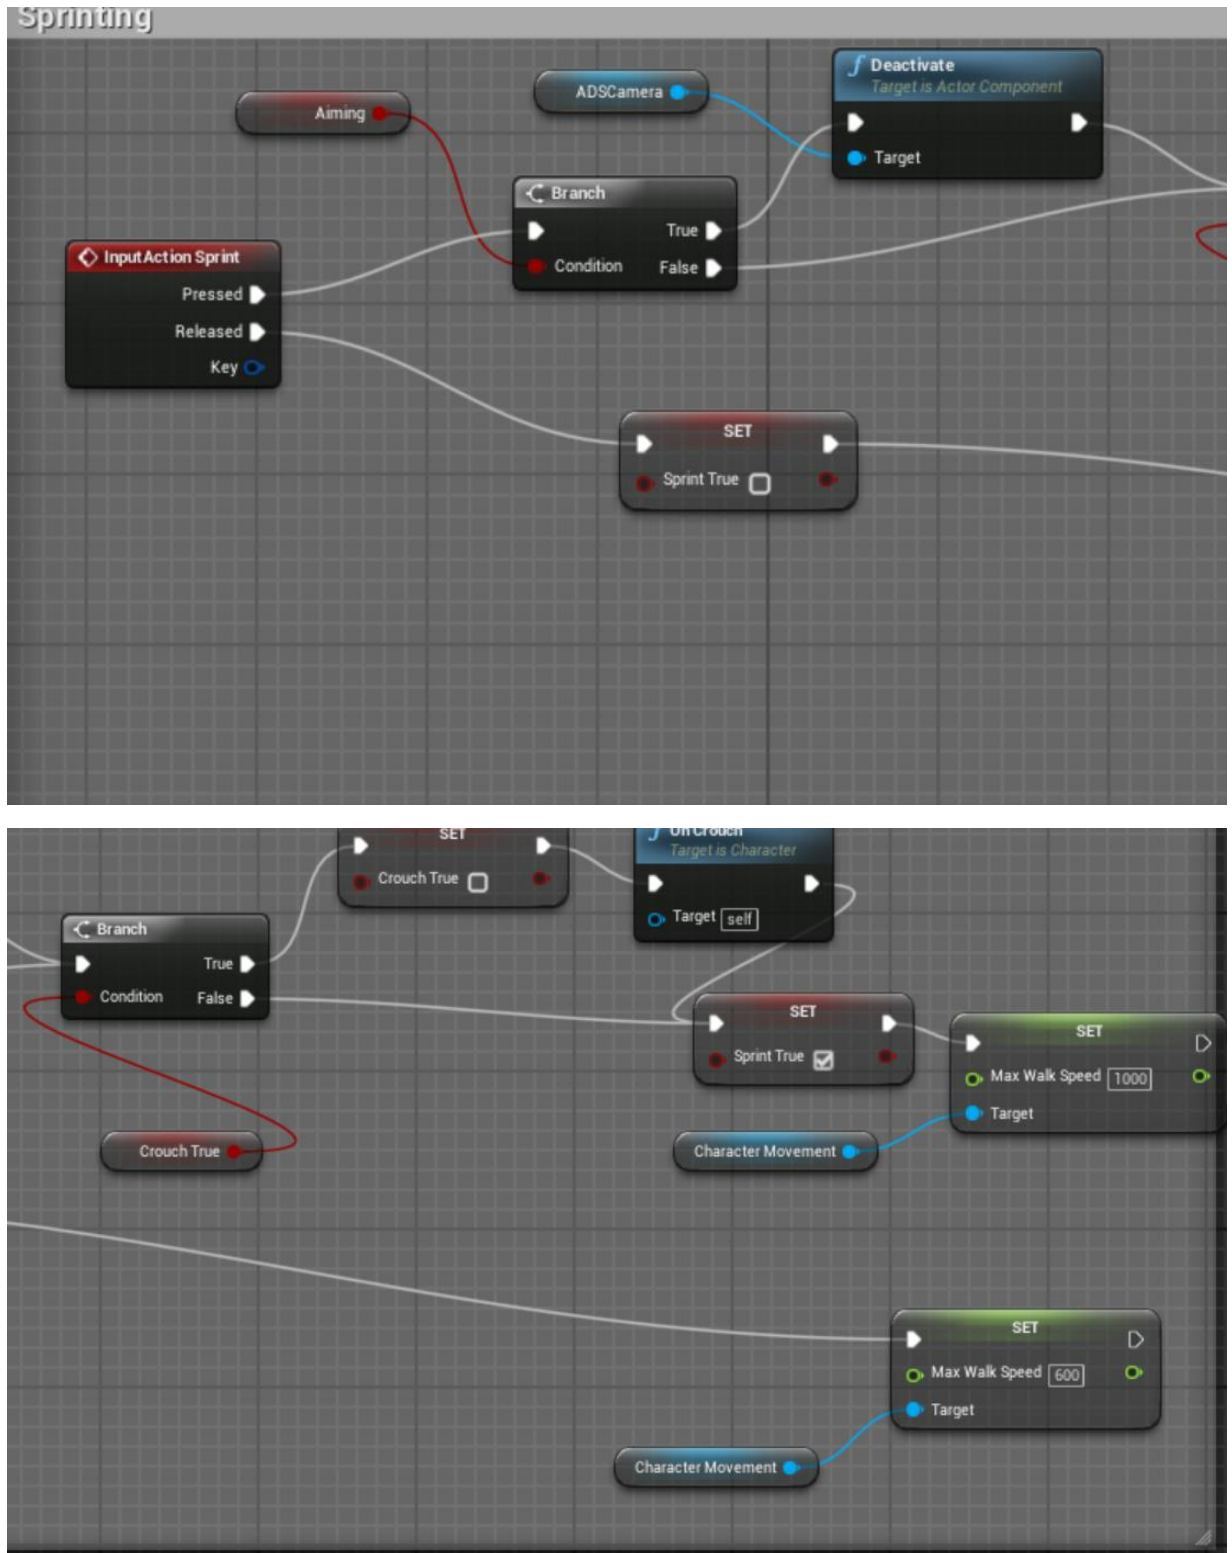 Sprinting
Deactivate
Target is Actor Component
ADSCamera
Aiming
Target
Branch
True
Condition
False
InputAction Sprint
Pressed
Released
Key
SET
Sprint True
SET
Crouch True
Un Crouch
Target is Character
Target self
Branch
True
Condition
False
SET
Sprint True
SET
Max Walk Speed 1000
Target
Crouch True
Character Movement
SET
Max Walk Speed 600
Target
Character Movement